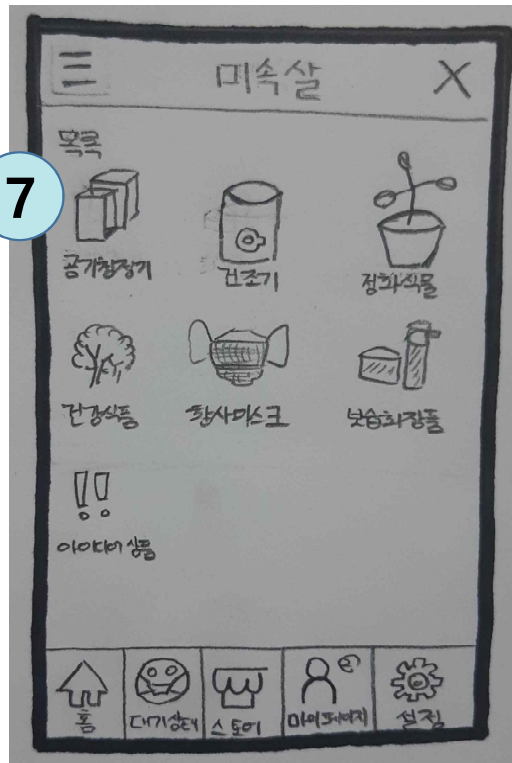 미속살 X
목록
7
공기청정기 건조기 정화식물
건강식품 황사마스크 보습화장품
!!
아이디어 상품
홈 대기상태 스토어 마이페이지 설정